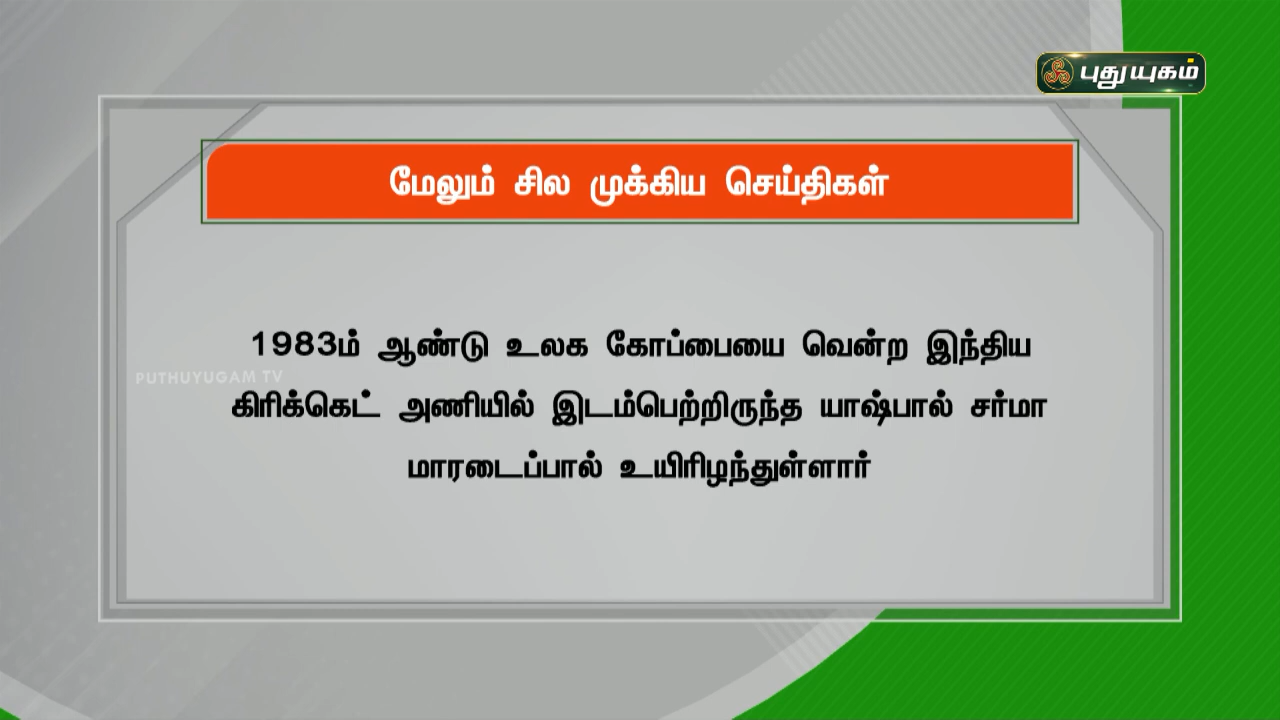 புதுயுகம்
மேலும் சில முக்கிய செய்திகள்
1983ம் ஆண்டு உலக கோப்பையை வென்ற இந்திய
PUTHUYUGAM TV
கிரிக்கெட் அணியில் இடம்பெற்றிருந்த யாஷ்பால் சர்மா
மாரடைப்பால் உயிரிழந்துள்ளார்